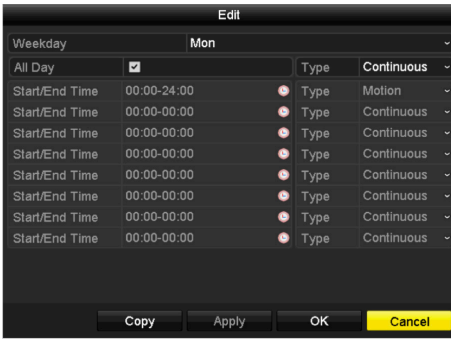 Edit
Weekday Mon
All Day Type Continuous
Start/End Time 00:00-24:00 Type Motion
Start/End Time 00:00-00:00 Type Continuous
Start/End Time 00:00-00:00 Type Continuous
Start/End Time 00:00-00:00 Type Continuous
Start/End Time 00:00-00:00 Type Continuous
Start/End Time 00:00-00:00 Type Continuous
Start/End Time 00:00-00:00 Type Continuous
Start/End Time 00:00-00:00 Type Continuous
Copy Apply OK Cancel